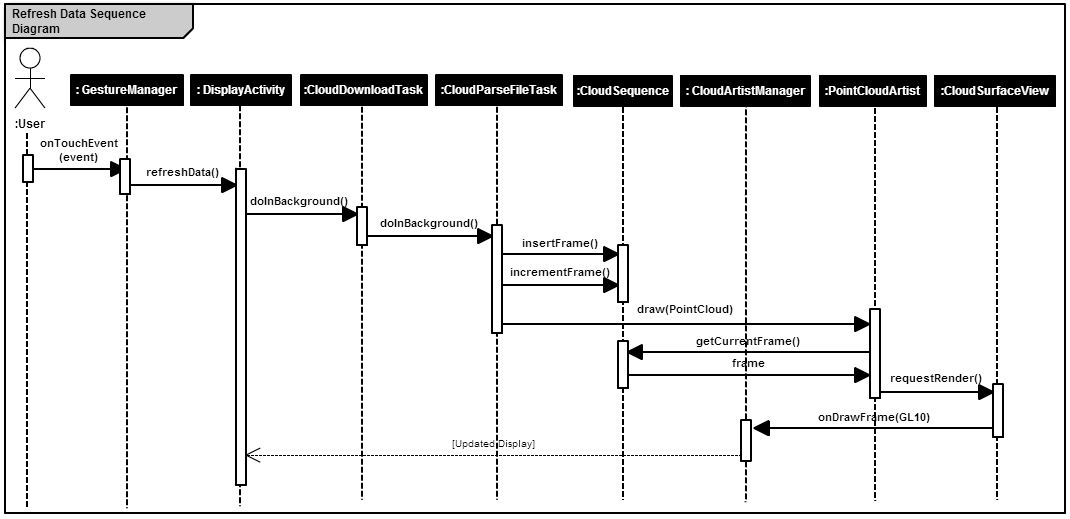 Refresh Data Sequence
Diagram
: GestureManager
: DisplayActivity
:CloudDownloadTask
:CloudParseFileTask
:CloudSequence
: CloudArtistManager
:PointCloudArtist
:CloudSurfaceView
:User
onTouchEvent
(event)
refreshData()
doInBackground()
doInBackground()
insertFrame()
incrementFrame()
draw(PointCloud)
getCurrentFrame()
frame
requestRender()
onDrawFrame(GL10)
[Updated Display]